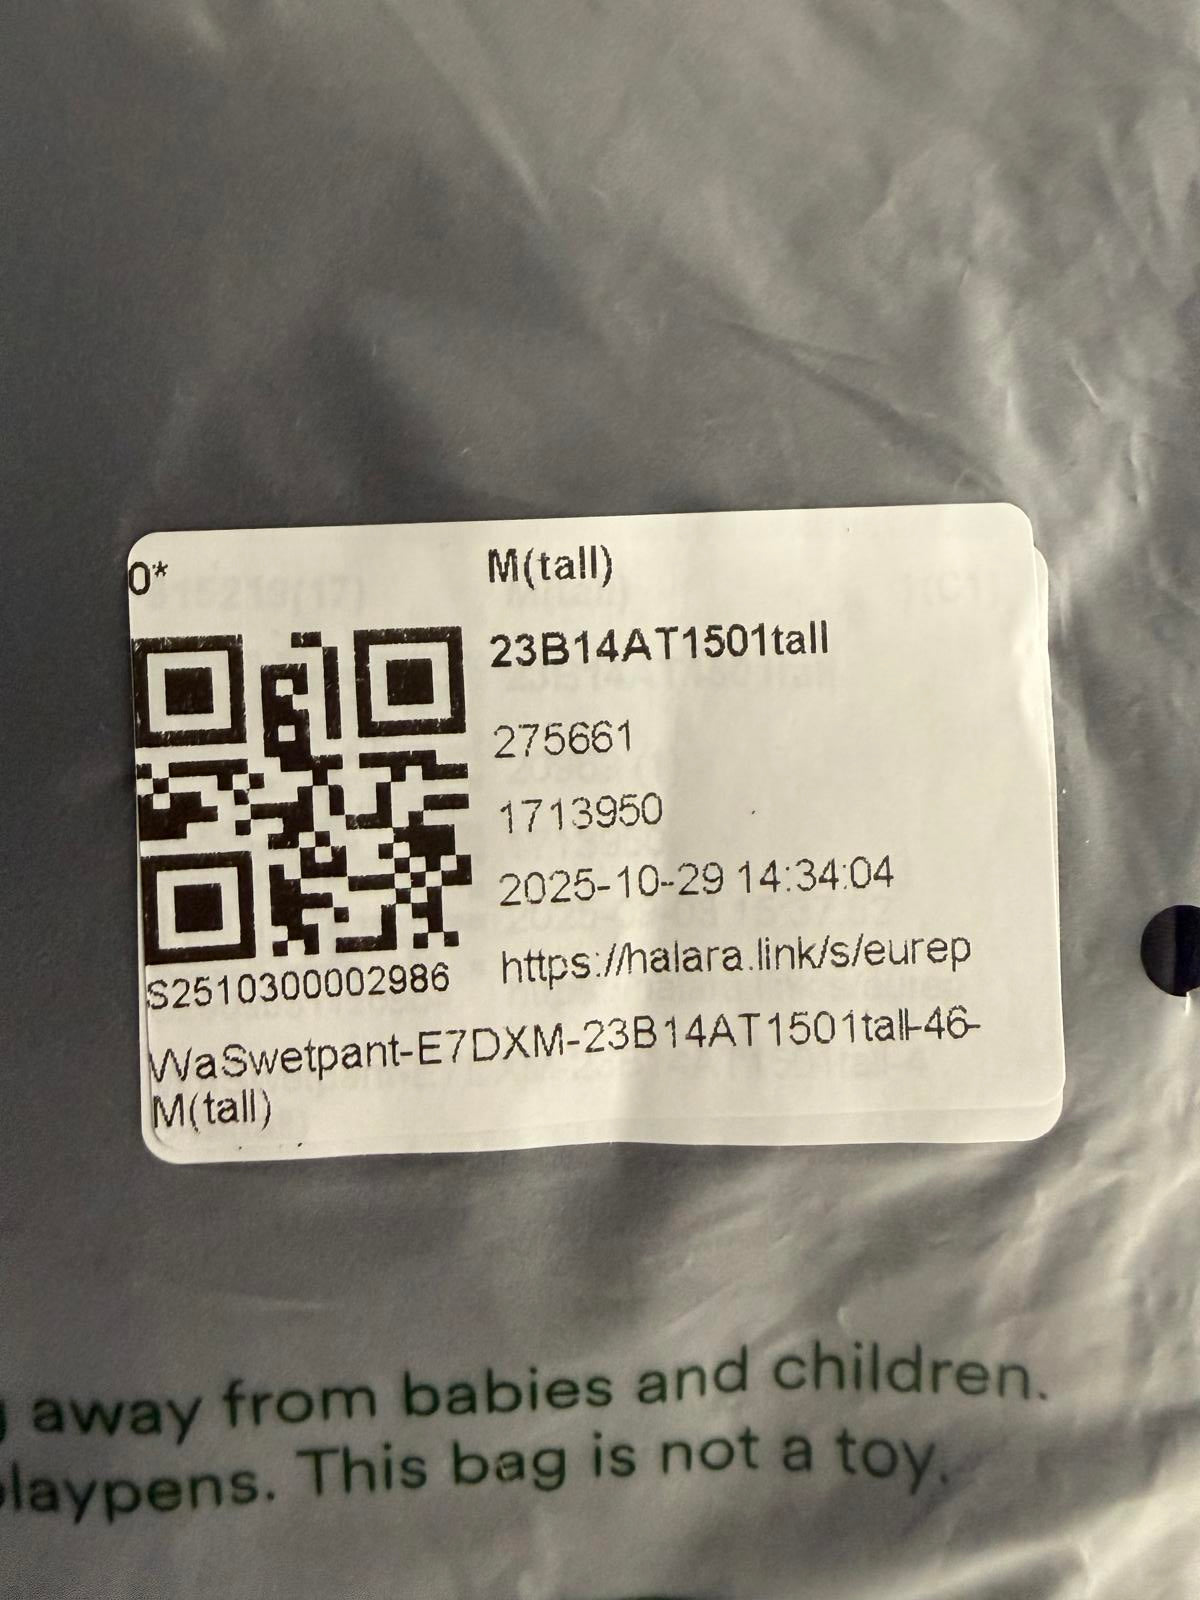 0*
M(tall)
23B14AT1501tall
275661
1713950
2025-10-29 14:34:04
https://halara.link/s/eurep
S2510300002986
WaSwetpant-E7DXM-23B14AT1501tall-46-
M(tall)
away from babies and children.
This bag is not a toy.